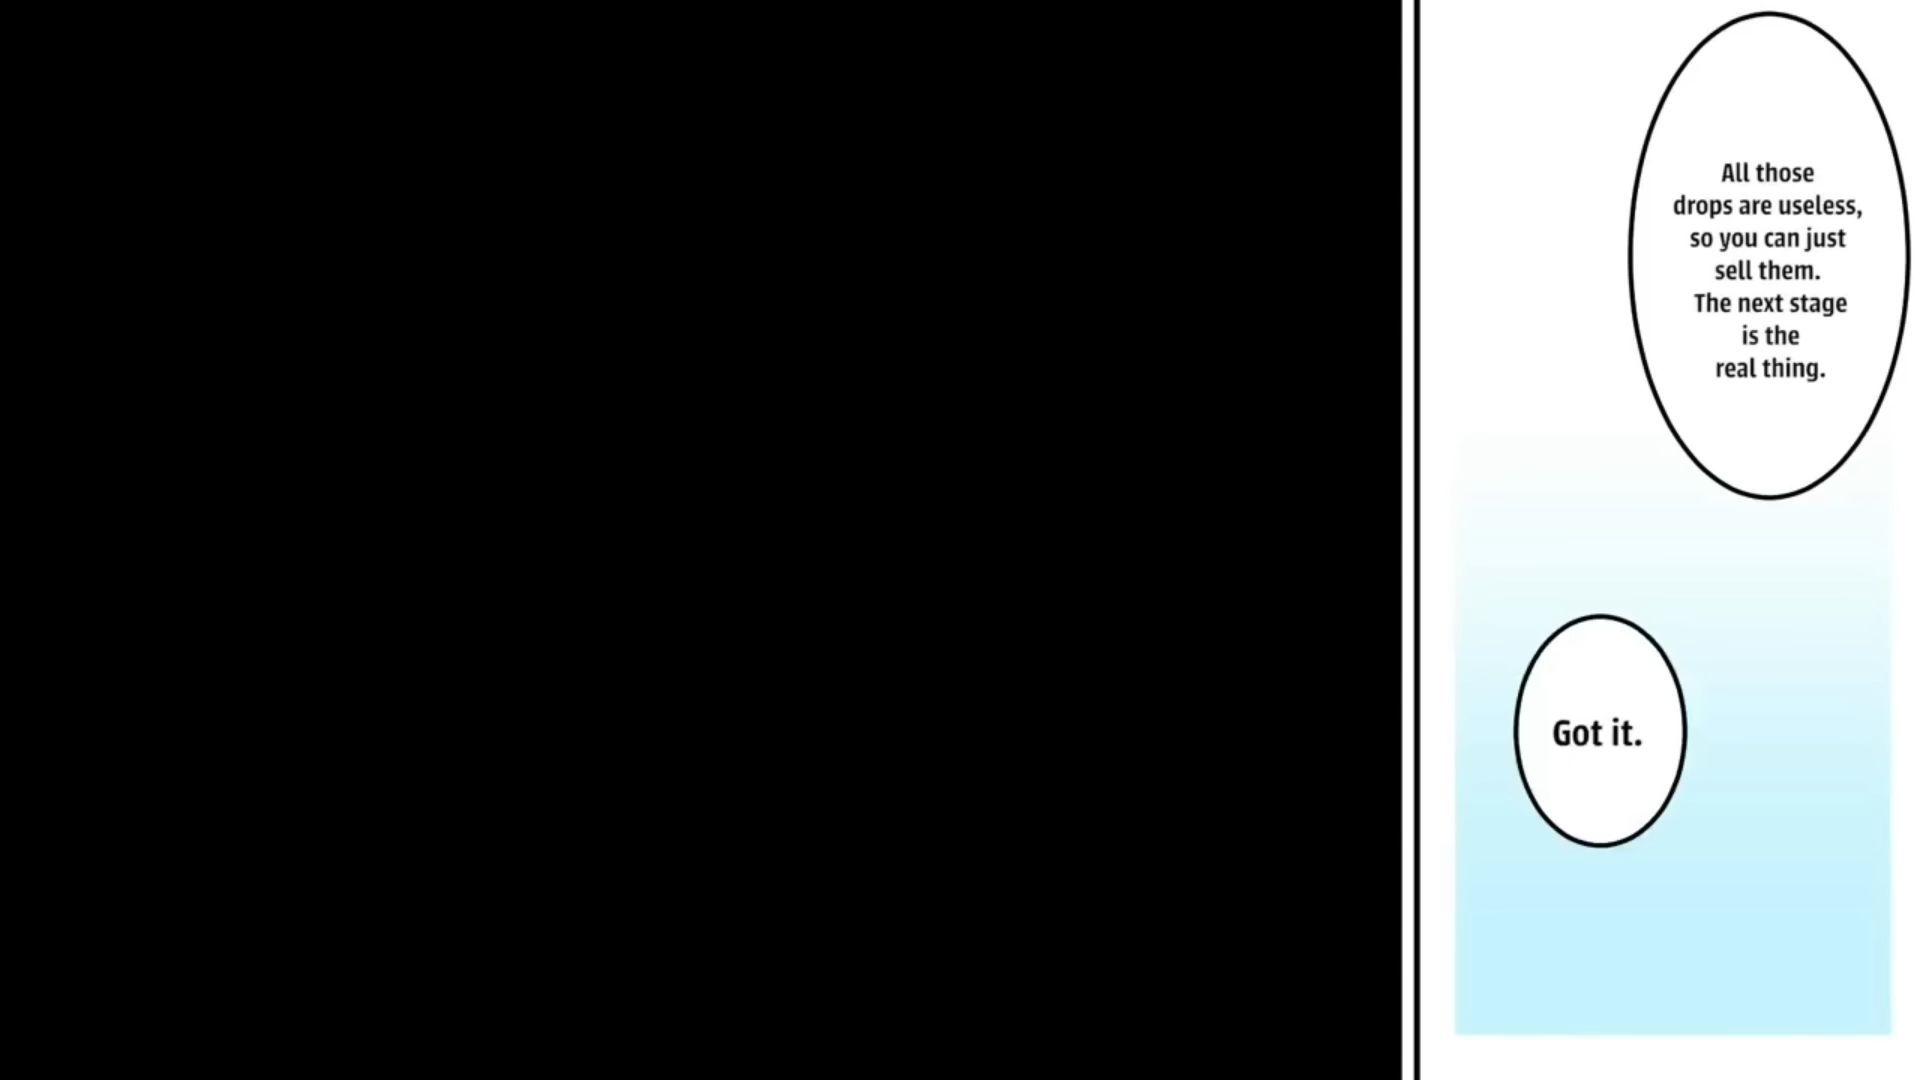 All those
drops are useless,
so you can just
sell them.
The next stage
is the
real thing.
Got it.